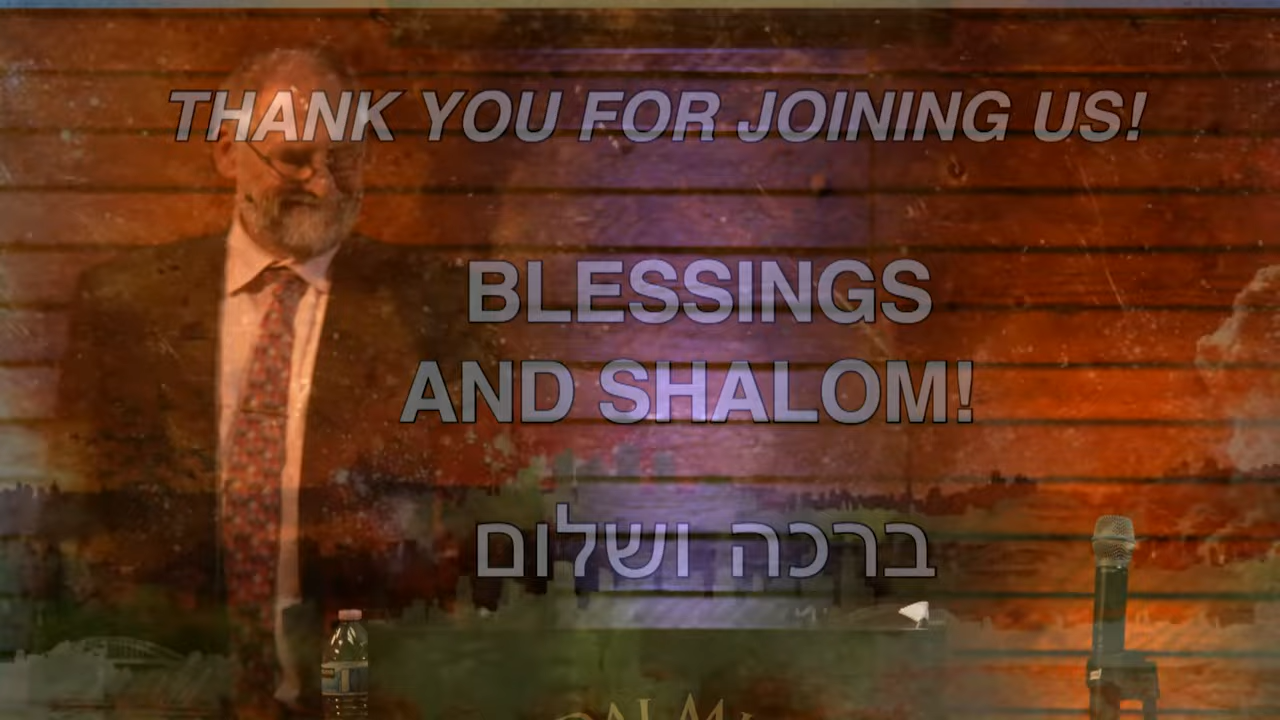 THANK YOU FOR JOINING US!
BLESSINGS
AND SHALOM!
ברכה ושלום